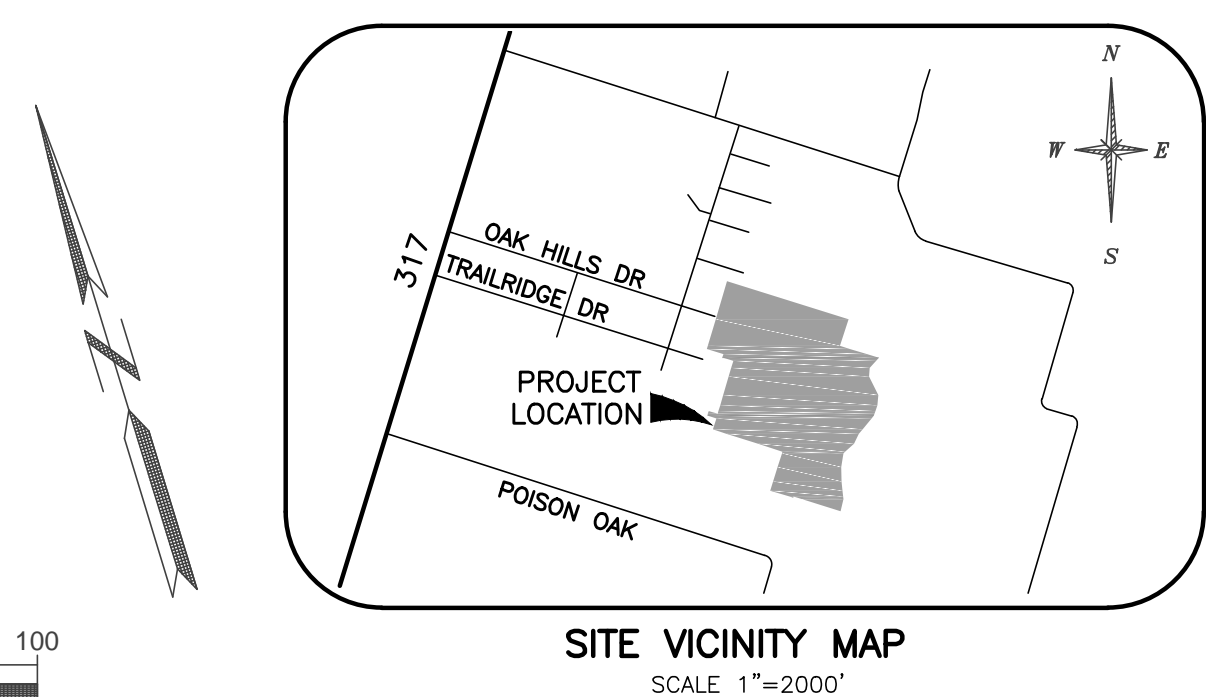 N
W E
S
317
OAK HILLS DR
TRAILRIDGE DR
PROJECT
LOCATION
POISON OAK
100
SITE VICINITY MAP
SCALE 1"=2000'